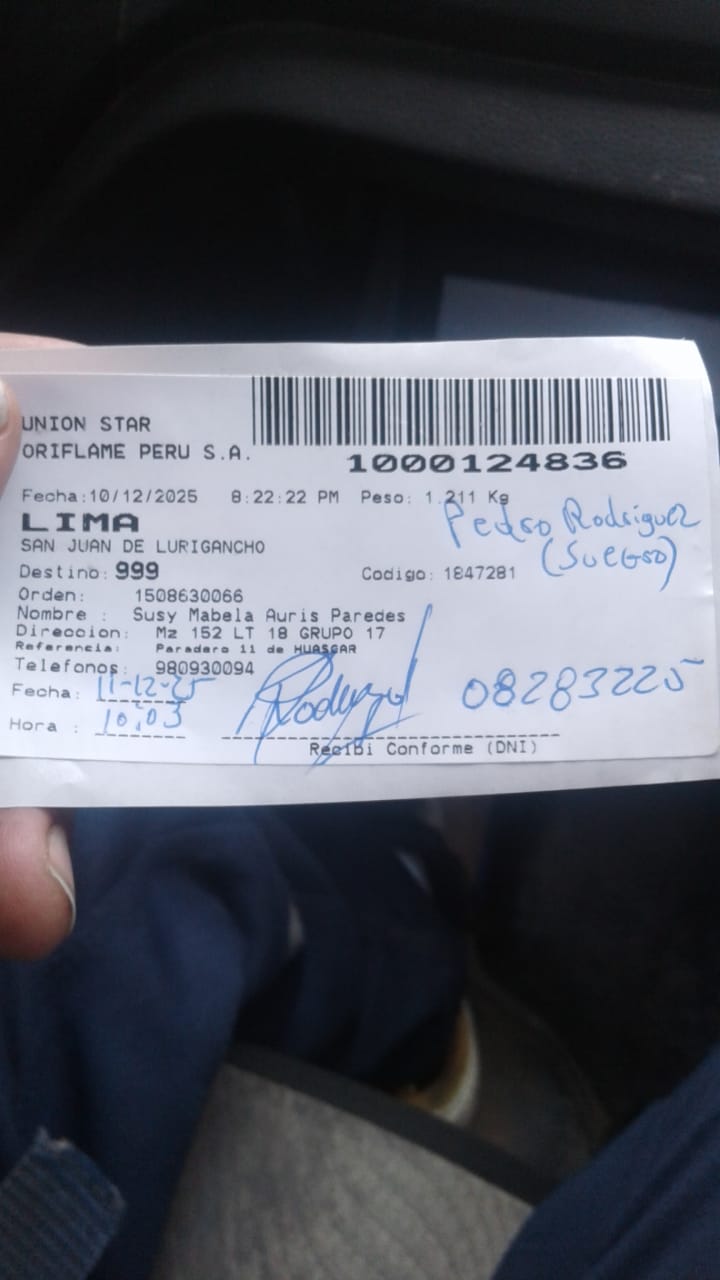 UNION STAR
ORIFLAME PERU S.A.
1000124836
Fecha:10/12/2025 8:22:22 PM Peso: 1.211 Kg
LIMA
Pedro Rodriguez
SAN JUAN DE LURIGANCHO
(Suegro)
Destino: 999 Codigo: 1847281
Orden: 1508630066
Nombre : Susy Mabela Auris Paredes
Direccion: Mz 152 LT 18 GRUPO 17
Referencia: Paradero 11 de HUASCAR
Telefonos: 980930094
Fecha: 11-12-25
08283225
Hora : 10:03
Recibi Conforme (DNI)